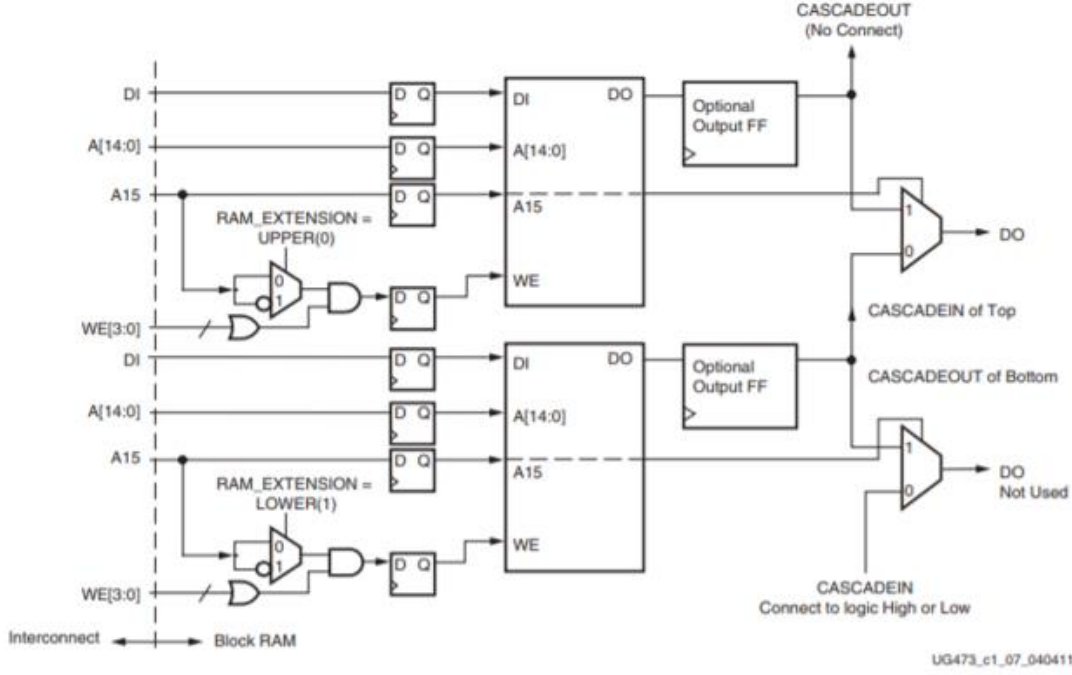 CASCADEOUT
(No Connect)
DI
D Q
DI
DO
Optional
Output FF
A[14:0]
D Q
A[14:0]
A15
D Q
A15
RAM_EXTENSION =
UPPER(0)
1
DO
0
0
1
WE
D Q
WE[3:0]
CASCADEIN of Top
DI
D Q
DI
DO
Optional
Output FF
CASCADEOUT of Bottom
A[14:0]
D Q
A[14:0]
A15
D Q
A15
RAM_EXTENSION =
LOWER(1)
1
DO
Not Used
0
0
1
WE
D Q
WE[3:0]
CASCADEIN
Connect to logic High or Low
Interconnect
Block RAM
UG473_c1_07_040411